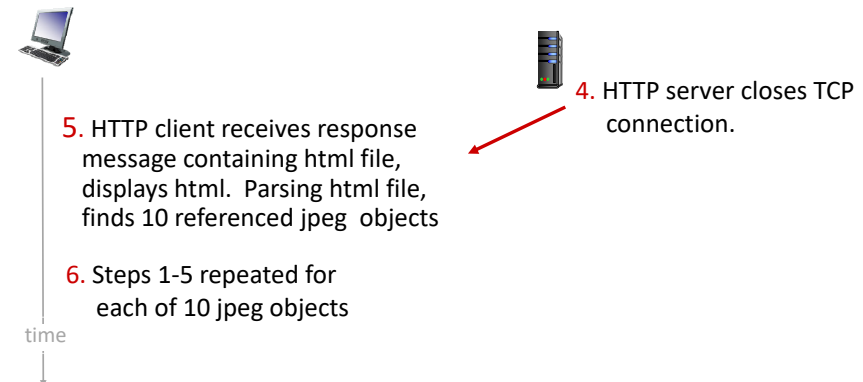 4. HTTP server closes TCP
connection.
5. HTTP client receives response
message containing html file,
displays html. Parsing html file,
finds 10 referenced jpeg objects
6. Steps 1-5 repeated for
each of 10 jpeg objects
time